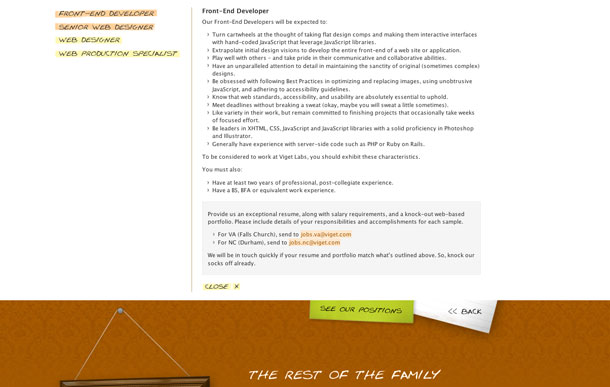 FRONT-END DEVELOPER
SENIOR WEB DESIGNER
WEB DESIGNER
WEB PRODUCTION SPECIALIST
Front-End Developer
Our Front-End Developers will be expected to:
Turn cartwheels at the thought of taking flat design comps and making them interactive interfaces
with hand-coded JavaScript that leverage JavaScript libraries.
Extrapolate initial design visions to develop the entire front-end of a web site or application.
Play well with others – and take pride in their communicative and collaborative abilities.
Have an unparalleled attention to detail in maintaining the sanctity of original (sometimes complex)
designs.
Be obsessed with following Best Practices in optimizing and replacing images, using unobtrusive
JavaScript, and adhering to accessibility guidelines.
Know that web standards, accessibility, and usability are absolutely essential to uphold.
Meet deadlines without breaking a sweat (okay, maybe you will sweat a little sometimes).
Like variety in their work, but remain committed to finishing projects that occasionally take weeks
of focused effort.
Be leaders in XHTML, CSS, JavaScript and JavaScript libraries with a solid proficiency in Photoshop
and Illustrator.
Generally have experience with server-side code such as PHP or Ruby on Rails.
To be considered to work at Viget Labs, you should exhibit these characteristics.
You must also:
Have at least two years of professional, post-collegiate experience.
Have a BS, BFA or equivalent work experience.
Provide us an exceptional resume, along with salary requirements, and a knock-out web-based
portfolio. Please include details of your responsibilities and accomplishments for each sample.
For VA (Falls Church), send to jobs.va@viget.com
For NC (Durham), send to jobs.nc@viget.com
We will be in touch quickly if your resume and portfolio match what's outlined above. So, knock our
socks off already.
CLOSE X
SEE OUR POSITIONS
<< BACK
THE REST OF THE FAMILY